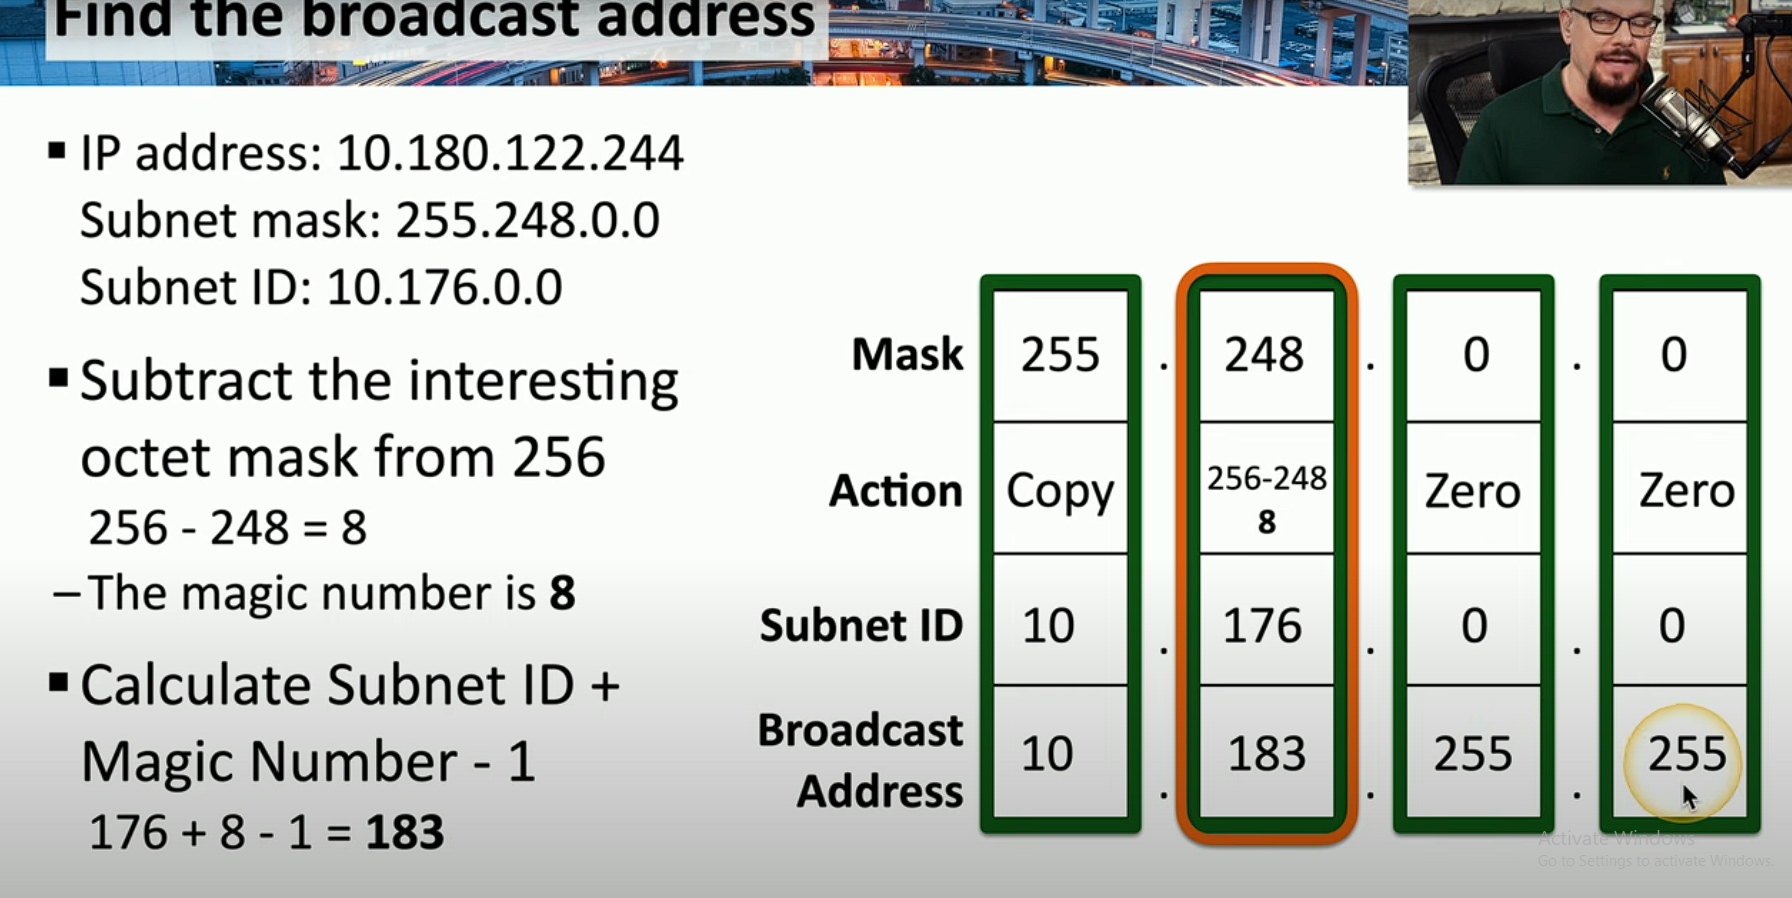 Find the broadcast address
▪ IP address: 10.180.122.244
Subnet mask: 255.248.0.0
Subnet ID: 10.176.0.0
▪ Subtract the interesting
octet mask from 256
256 - 248 = 8
– The magic number is 8
▪ Calculate Subnet ID +
Magic Number - 1
176 + 8 - 1 = 183
Mask 255 . 248 . 0 . 0
Action Copy 256-248 Zero Zero
8
Subnet ID 10 . 176 . 0 . 0
Broadcast
Address 10 . 183 . 255 . 255
Activate Windows
Go to Settings to activate Windows.